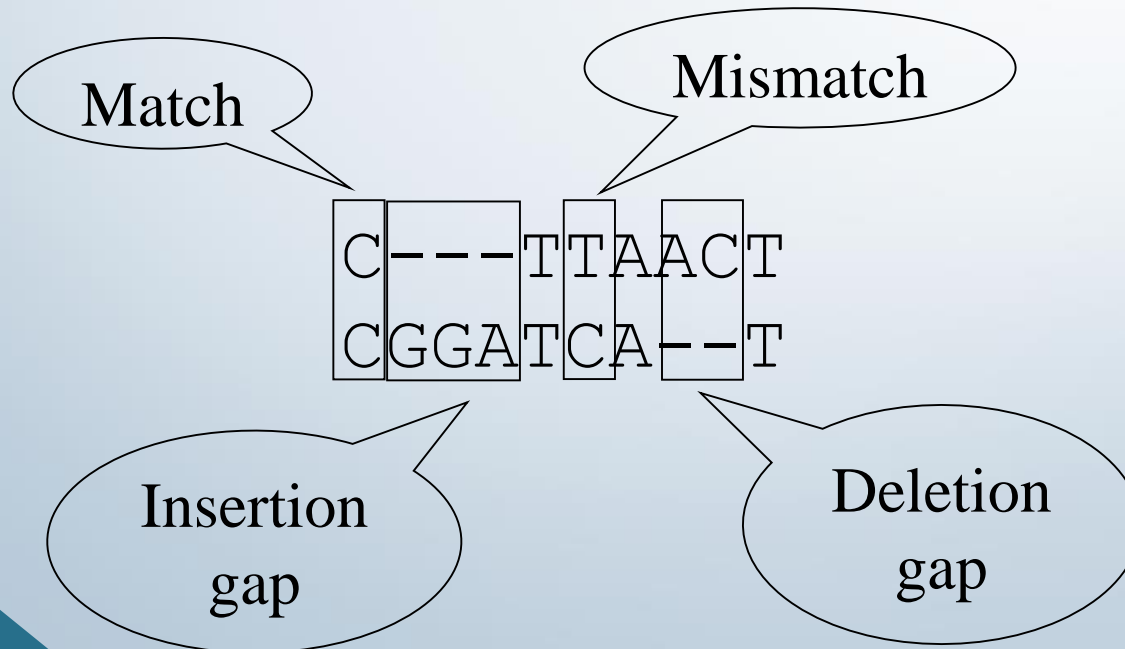 Match
Mismatch
C---TTAACT
CGGATCA--T
Insertion
gap
Deletion
gap